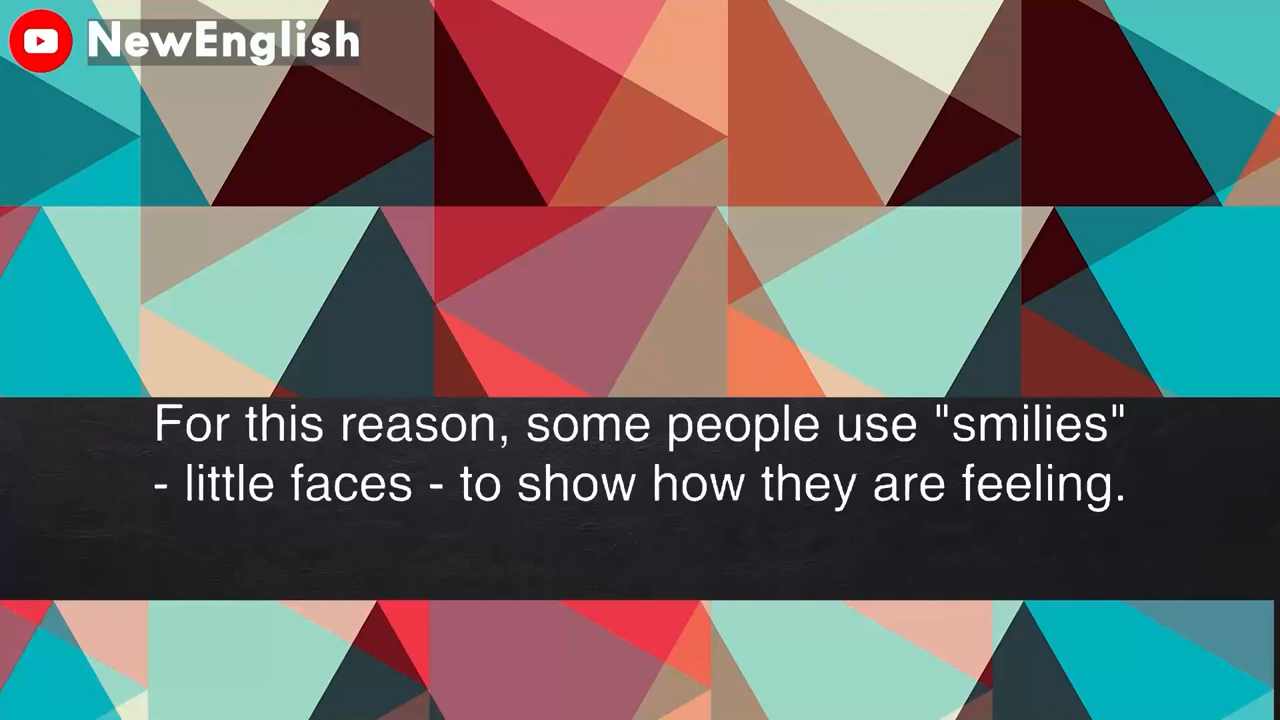 NewEnglish
For this reason, some people use "smilies"
- little faces - to show how they are feeling.